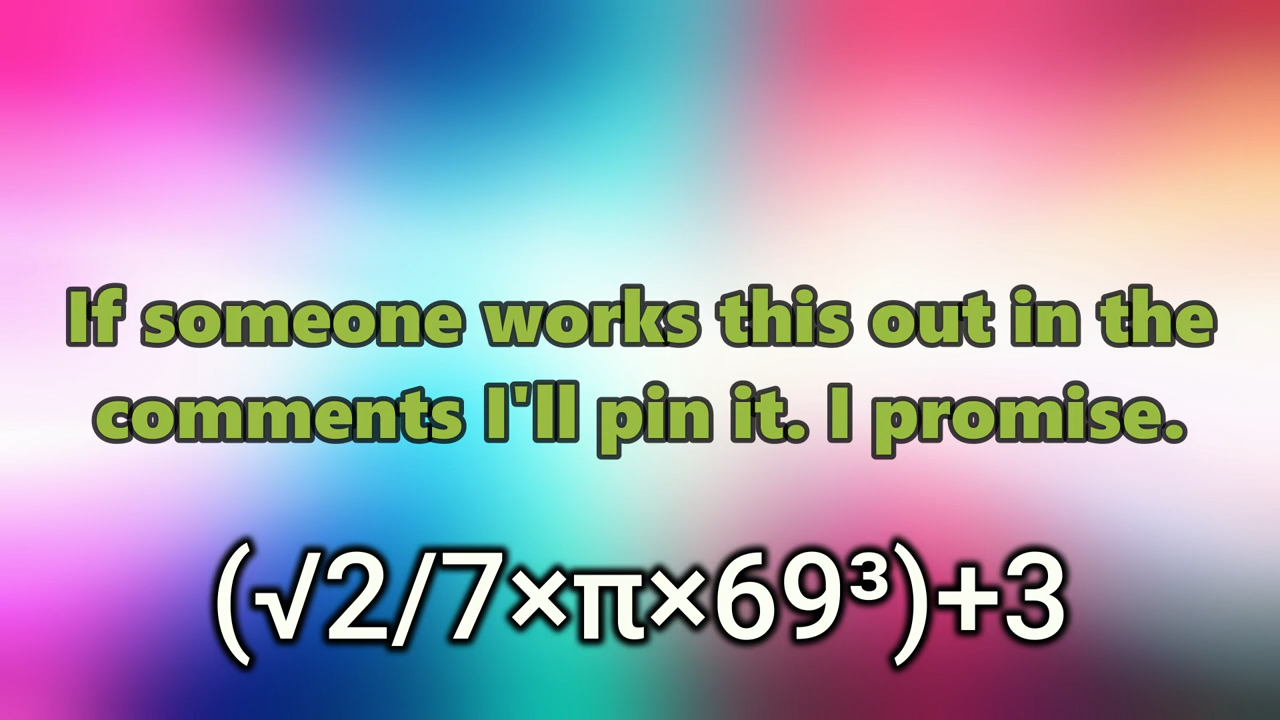 If someone works this out in the
comments I'll pin it. I promise.
(√2/7×π×69³)+3